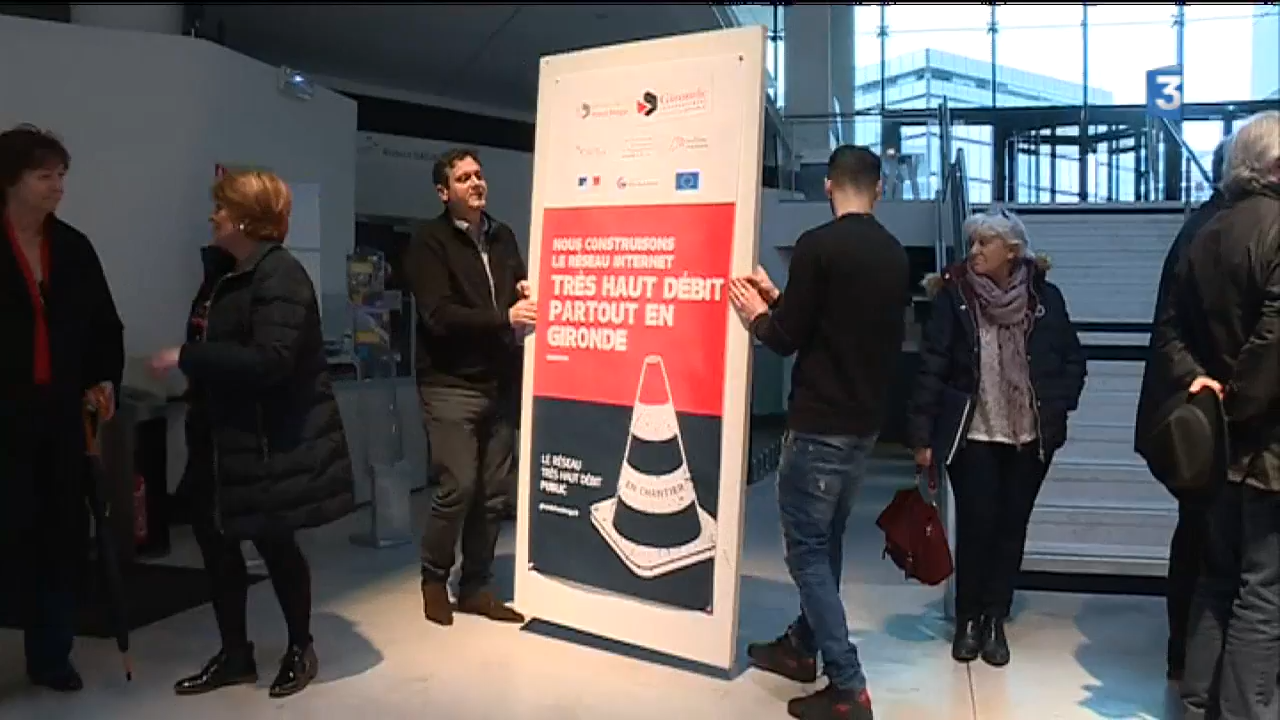 3
Gironde
NOUS CONSTRUISONS
LE RÉSEAU INTERNET
TRÈS HAUT DÉBIT
PARTOUT EN
GIRONDE
EN CHANTIER
LE RÉSEAU
TRÈS HAUT DÉBIT
PUBLIC